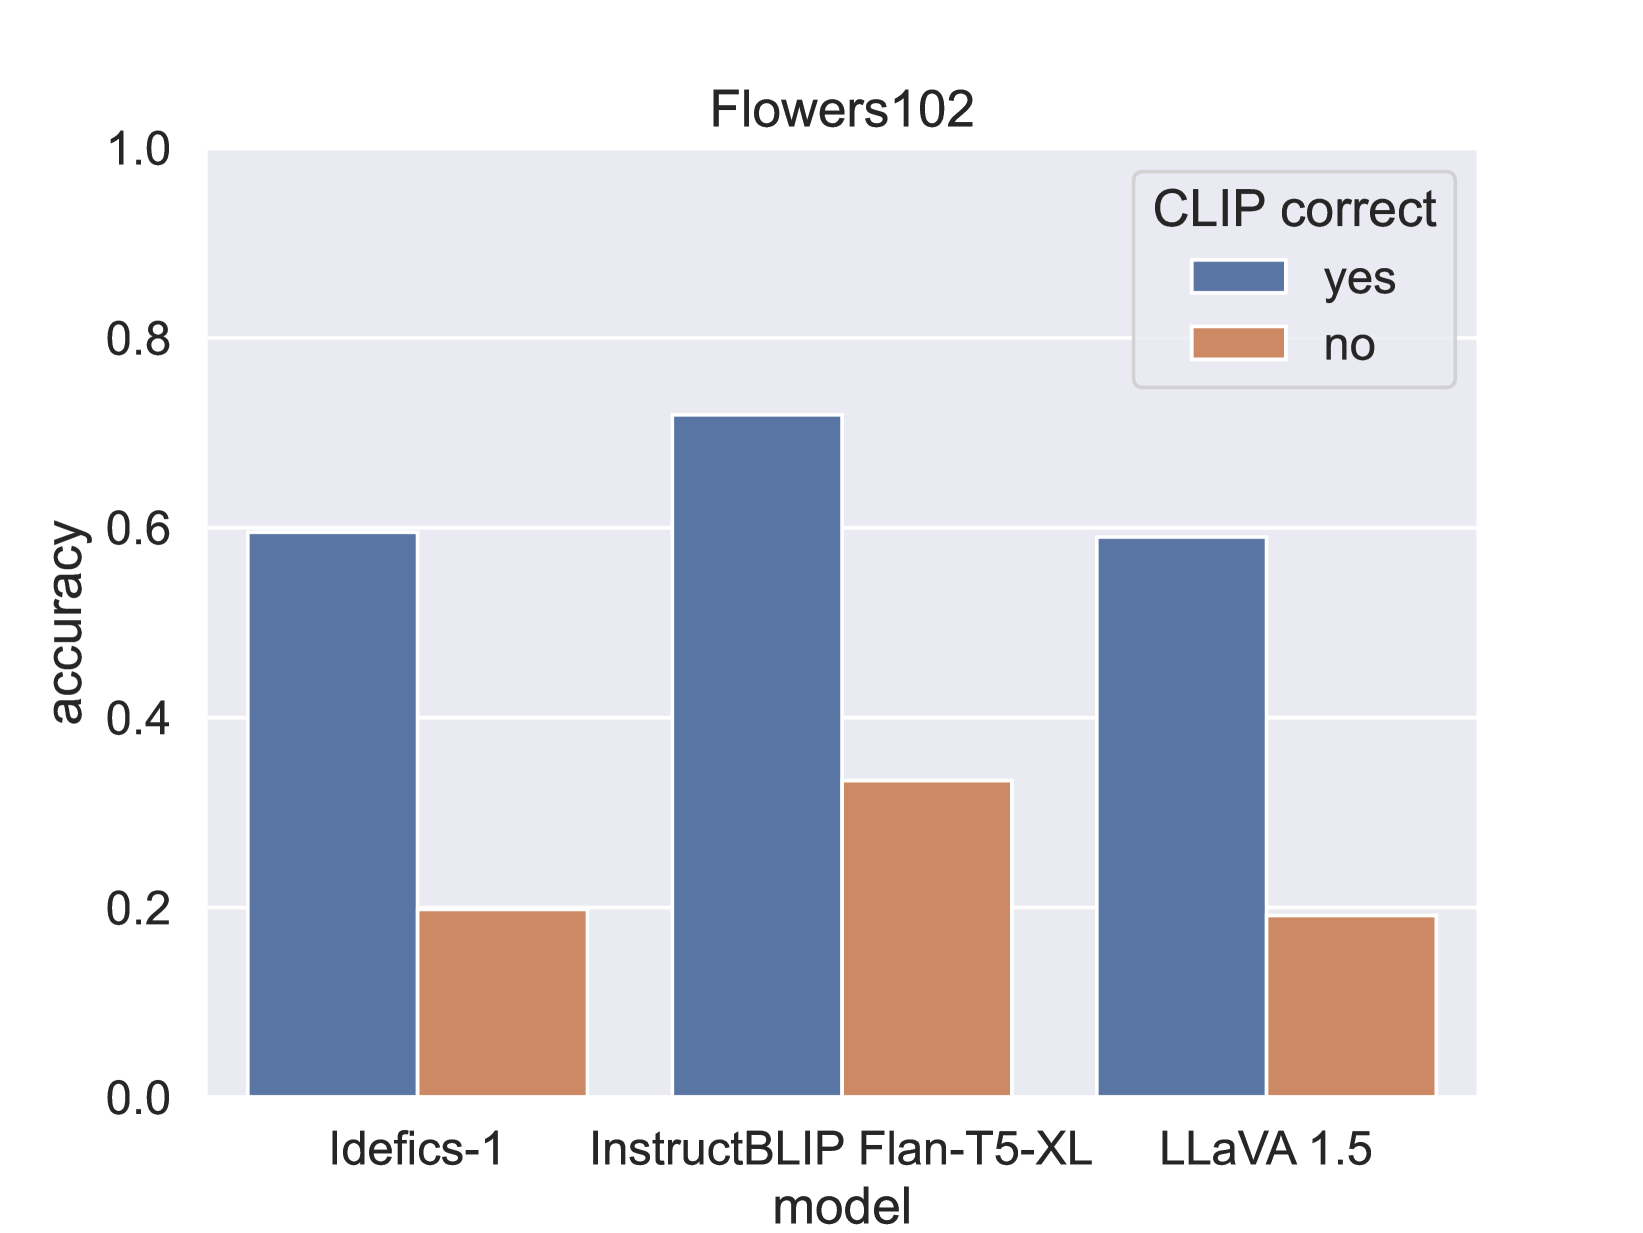 Flowers102
1.0
0.8
0.6
0.4
0.2
0.0
accuracy
CLIP correct
yes
no
Idefics-1
InstructBLIP Flan-T5-XL
LLaVA 1.5
model